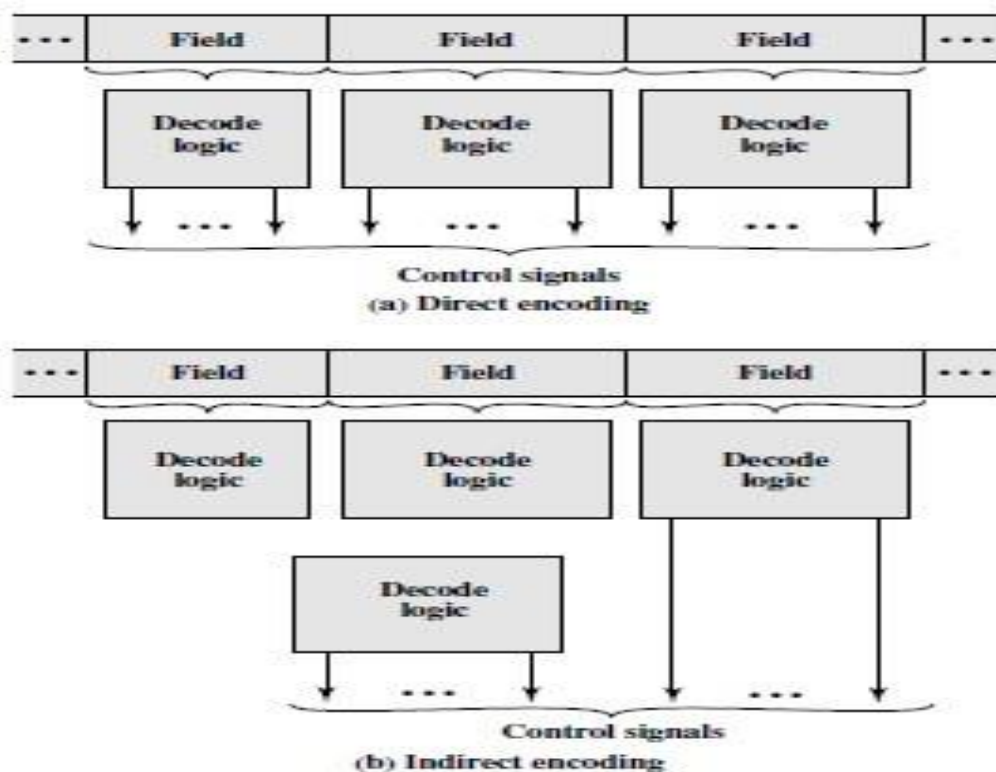 ••• Field Field Field •••
Decode Decode Decode
logic logic logic
••• ••• •••
Control signals
(a) Direct encoding
••• Field Field Field •••
Decode Decode Decode
logic logic logic
Decode
logic
••• •••
Control signals
(b) Indirect encoding